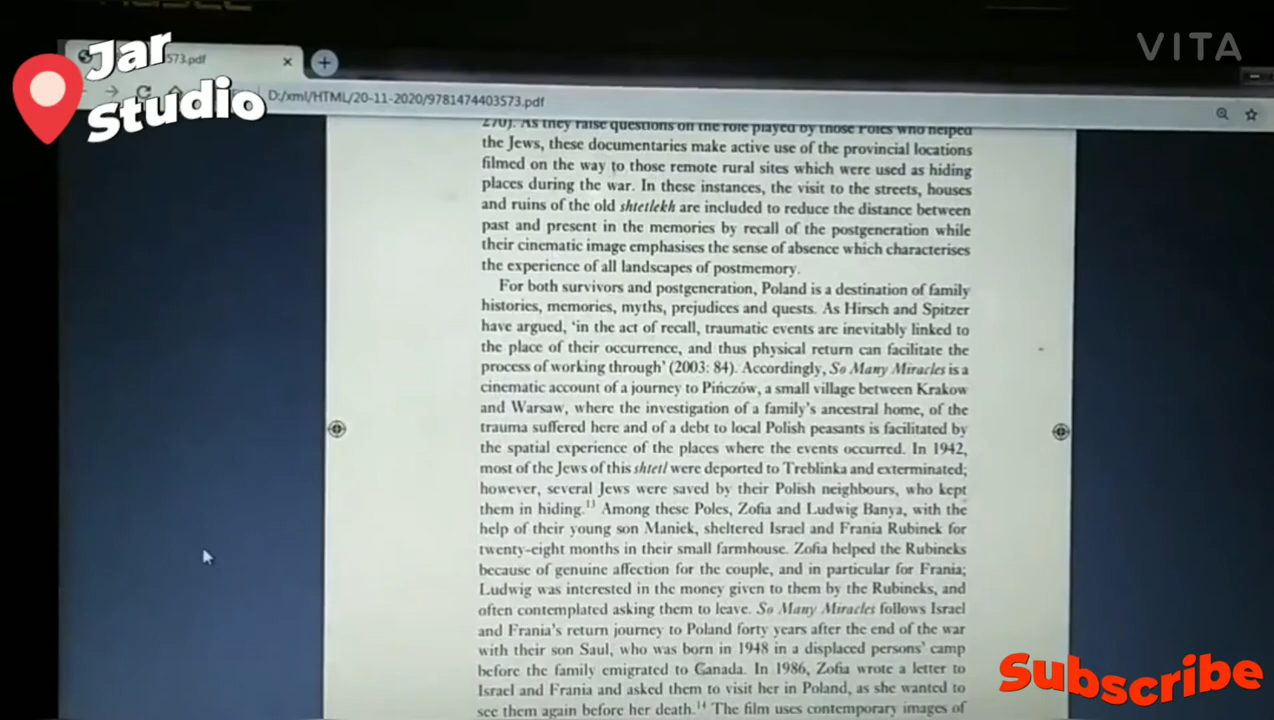 VITA
Jar
Studio
573.pdf
D:/xml/HTML/20-11-2020/9781474403573.pdf
270). As they raise questions on the role played by those Poles who helped
the Jews, these documentaries make active use of the provincial locations
filmed on the way to those remote rural sites which were used as hiding
places during the war. In these instances, the visit to the streets, houses
and ruins of the old shtetlekh are included to reduce the distance between
past and present in the memories by recall of the postgeneration while
their cinematic image emphasises the sense of absence which characterises
the experience of all landscapes of postmemory.
For both survivors and postgeneration, Poland is a destination of family
histories, memories, myths, prejudices and quests. As Hirsch and Spitzer
have argued, ‘in the act of recall, traumatic events are inevitably linked to
the place of their occurrence, and thus physical return can facilitate the
process of working through’ (2003: 84). Accordingly, So Many Miracles is a
cinematic account of a journey to Pińczów, a small village between Krakow
and Warsaw, where the investigation of a family’s ancestral home, of the
trauma suffered here and of a debt to local Polish peasants is facilitated by
the spatial experience of the places where the events occurred. In 1942,
most of the Jews of this shtetl were deported to Treblinka and exterminated;
however, several Jews were saved by their Polish neighbours, who kept
them in hiding.13 Among these Poles, Zofia and Ludwig Banya, with the
help of their young son Maniek, sheltered Israel and Frania Rubinek for
twenty-eight months in their small farmhouse. Zofia helped the Rubineks
because of genuine affection for the couple, and in particular for Frania;
Ludwig was interested in the money given to them by the Rubineks, and
often contemplated asking them to leave. So Many Miracles follows Israel
and Frania’s return journey to Poland forty years after the end of the war
with their son Saul, who was born in 1948 in a displaced persons’ camp
before the family emigrated to Canada. In 1986, Zofia wrote a letter to
Israel and Frania and asked them to visit her in Poland, as she wanted to
see them again before her death.14 The film uses contemporary images of
Subscribe